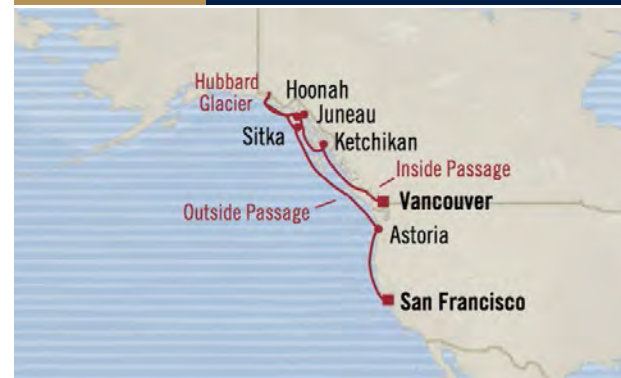 Hubbard
Glacier
Hoonah
Juneau
Sitka
Ketchikan
Inside Passage
Vancouver
Outside Passage
Astoria
San Francisco